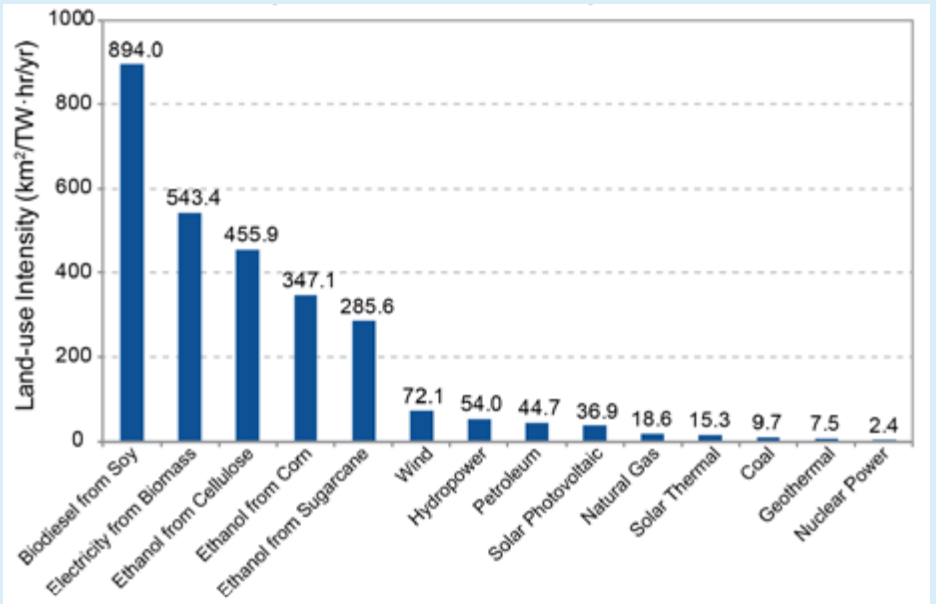 Land-use Intensity (km²/TW·hr/yr)
1000
800
600
400
200
0
894.0
543.4
455.9
347.1
285.6
72.1
54.0
44.7
36.9
18.6
15.3
9.7
7.5
2.4
Biodiesel from Soy
Electricity from Biomass
Ethanol from Cellulose
Ethanol from Corn
Ethanol from Sugarcane
Wind
Hydropower
Petroleum
Solar Photovoltaic
Natural Gas
Solar Thermal
Coal
Geothermal
Nuclear Power